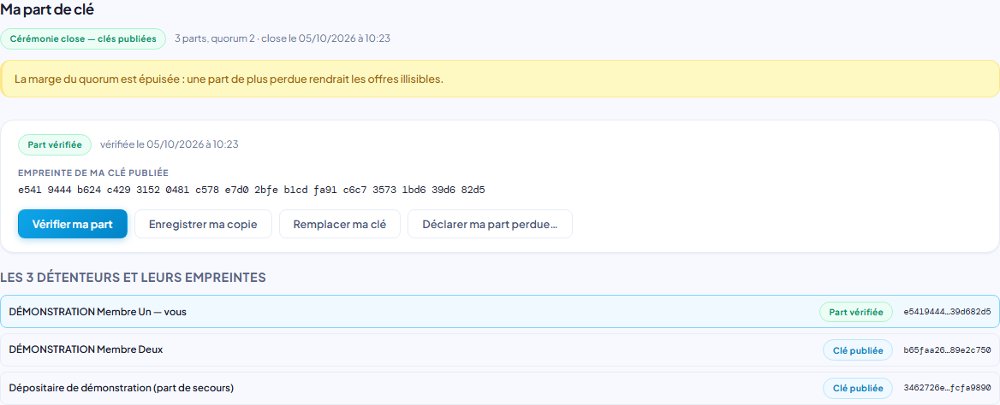 Ma part de clé
Cérémonie close — clés publiées 3 parts, quorum 2 · close le 05/10/2026 à 10:23
La marge du quorum est épuisée : une part de plus perdue rendrait les offres illisibles.
Part vérifiée vérifiée le 05/10/2026 à 10:23
EMPREINTE DE MA CLÉ PUBLIÉE
e541 9444 b624 c429 3152 0481 c578 e7d0 2bfe b1cd fa91 c6c7 3573 1bd6 39d6 82d5
Vérifier ma part Enregistrer ma copie Remplacer ma clé Déclarer ma part perdue…
LES 3 DÉTENTEURS ET LEURS EMPREINTES
DÉMONSTRATION Membre Un — vous Part vérifiée e5419444…39d682d5
DÉMONSTRATION Membre Deux Clé publiée b65faa26…89e2c750
Dépositaire de démonstration (part de secours) Clé publiée 3462726e…fcfa9890